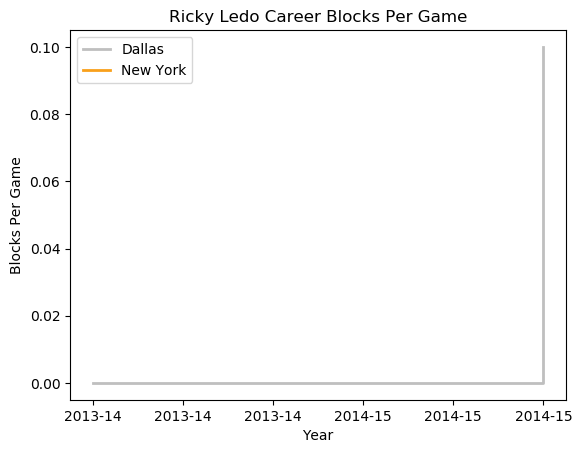 Ricky Ledo Career Blocks Per Game
Dallas
New York
0.10
0.08
0.06
0.04
0.02
0.00
Blocks Per Game
2013-14 2013-14 2013-14 2014-15 2014-15 2014-15
Year